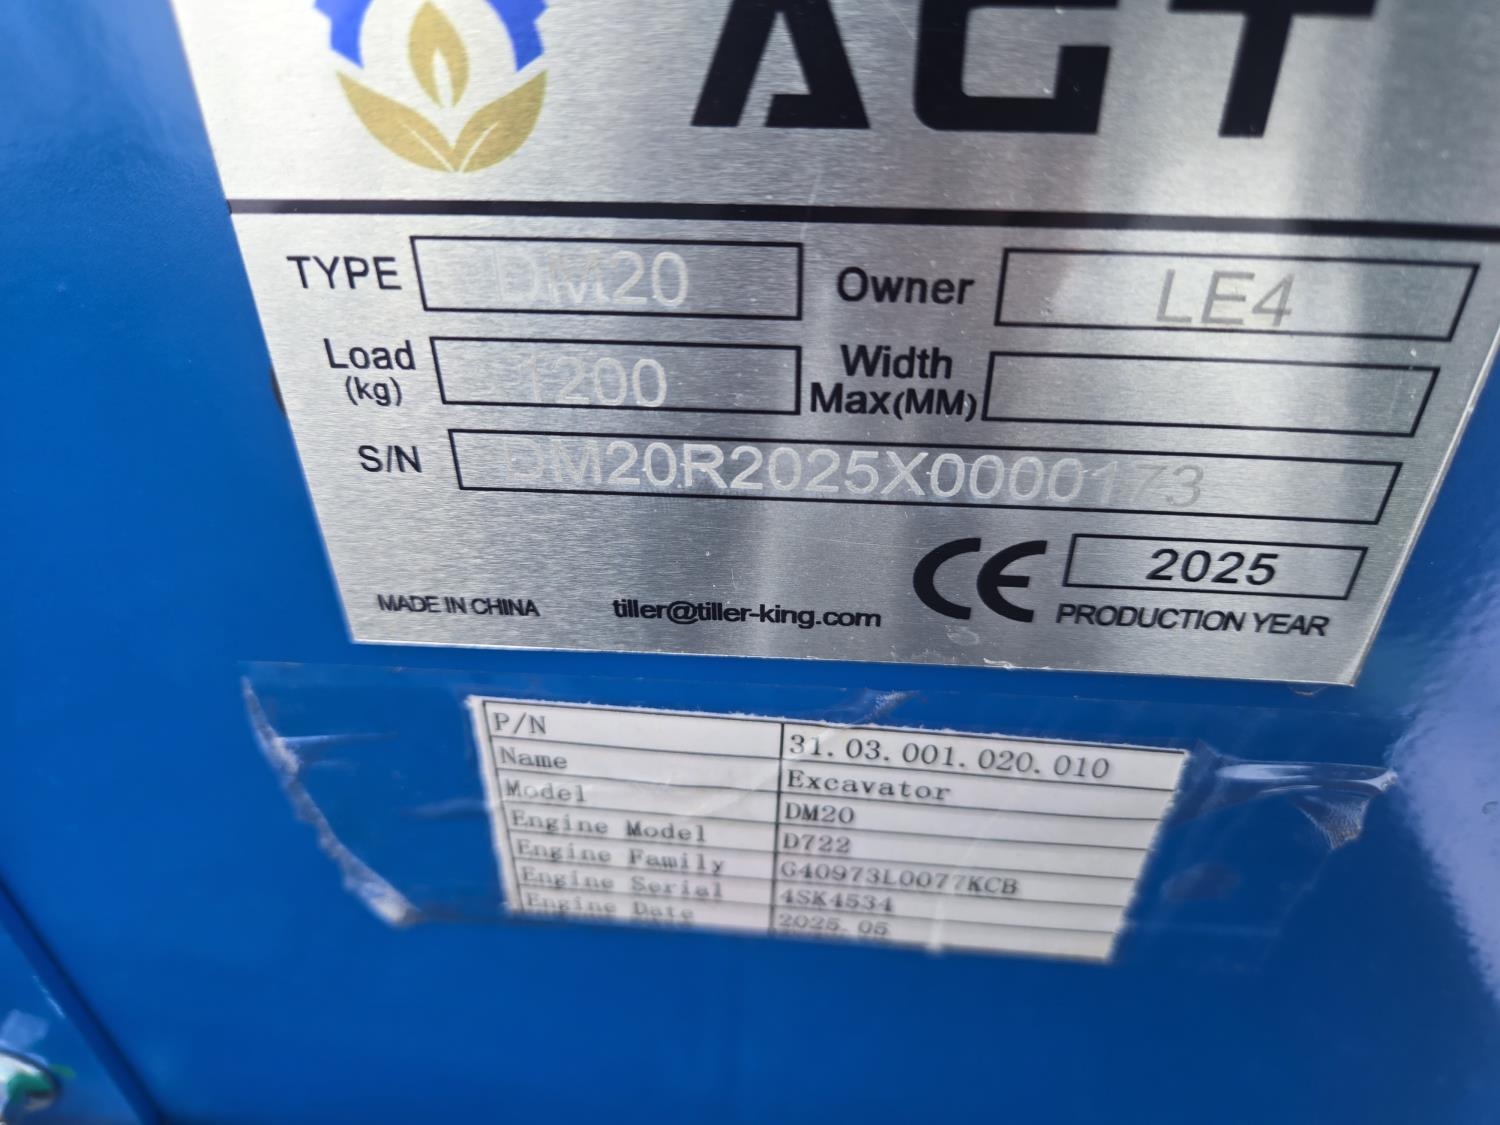 AGT
TYPE DM20 Owner LE4
Load (kg) 1200 Width Max(MM)
S/N DM20R2025X0000173
CE 2025
MADE IN CHINA tiller@tiller-king.com PRODUCTION YEAR
P/N 31.03.001.020.010
Name Excavator
Model DM20
Engine Model D722
Engine Family G40973L0077KCB
Engine Serial 4SK4534
Engine Date 2025.05